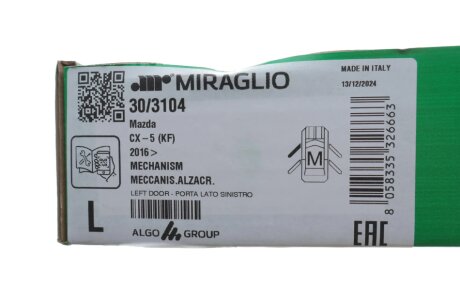 MIRAGLIO
MADE IN ITALY
30/3104
13/12/2024
Mazda
CX-5 (KF)
2016 >
MECHANISM
MECCANIS.ALZACR.
LEFT DOOR - PORTA LATO SINISTRO
M
L
ALGO GROUP
8 058335 326663
EAC